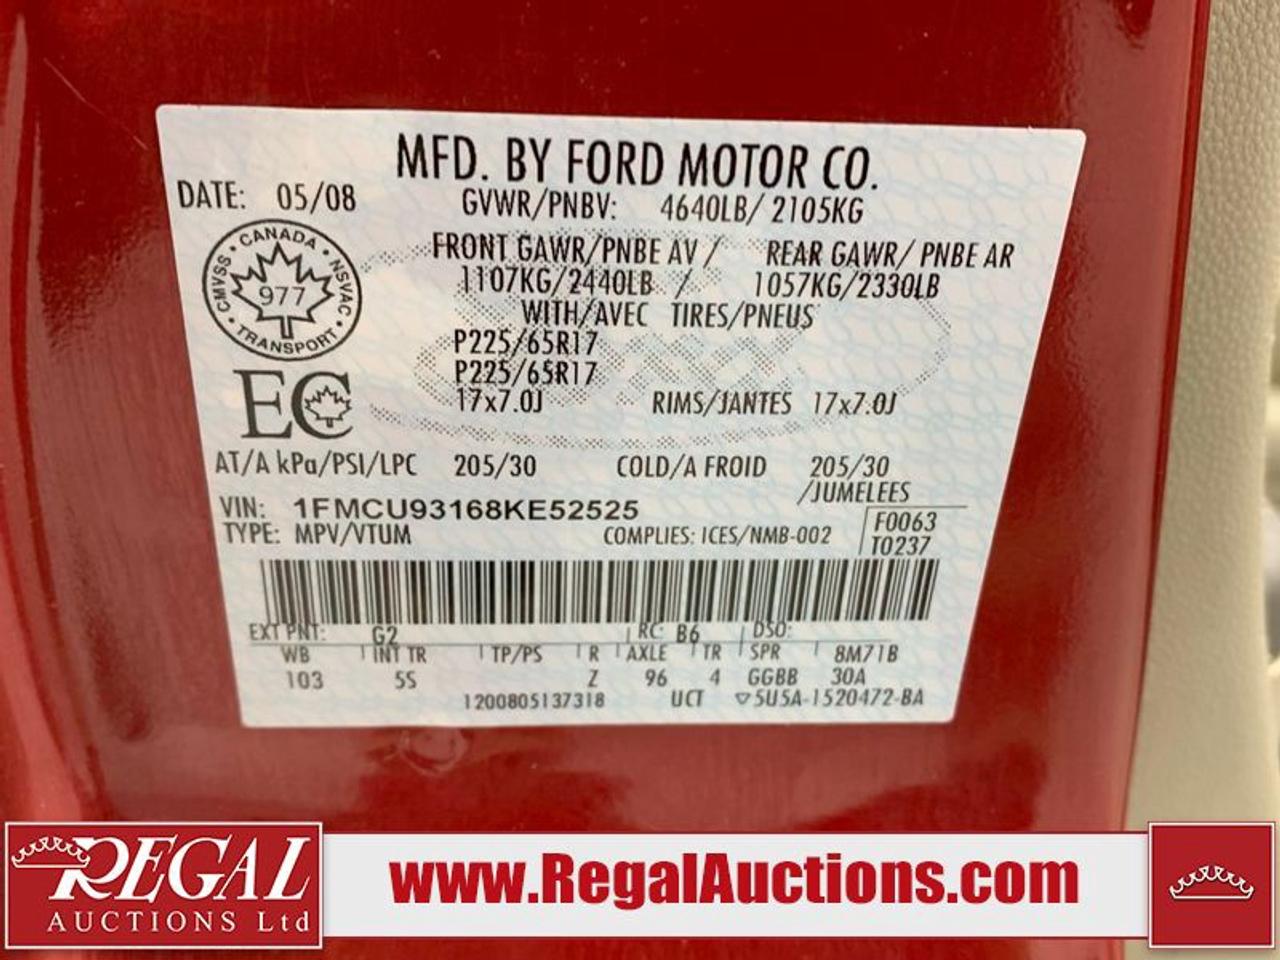 MFD. BY FORD MOTOR CO.
DATE: 05/08 GVWR/PNBV: 4640LB/ 2105KG
FRONT GAWR/PNBE AV / REAR GAWR/ PNBE AR
1107KG/2440LB / 1057KG/2330LB
WITH/AVEC TIRES/PNEUS
P225/65R17
P225/65R17
17x7.0J RIMS/JANTES 17x7.0J
CANADA
CMVSS • NSVAC
977
TRANSPORT
EC
AT/A kPa/PSI/LPC 205/30 COLD/A FROID 205/30
/JUMELEES
VIN: 1FMCU93168KE52525
TYPE: MPV/VTUM COMPLIES: ICES/NMB-002
F0063
T0237
EXT PNT: G2 RC: B6 DSO:
WB INT TR TP/PS R AXLE TR SPR 8M71B
103 5S Z 96 4 GGBB 30A
1200805137318 UCT ▽5U5A-1520472-BA
REGAL
AUCTIONS Ltd
www.RegalAuctions.com